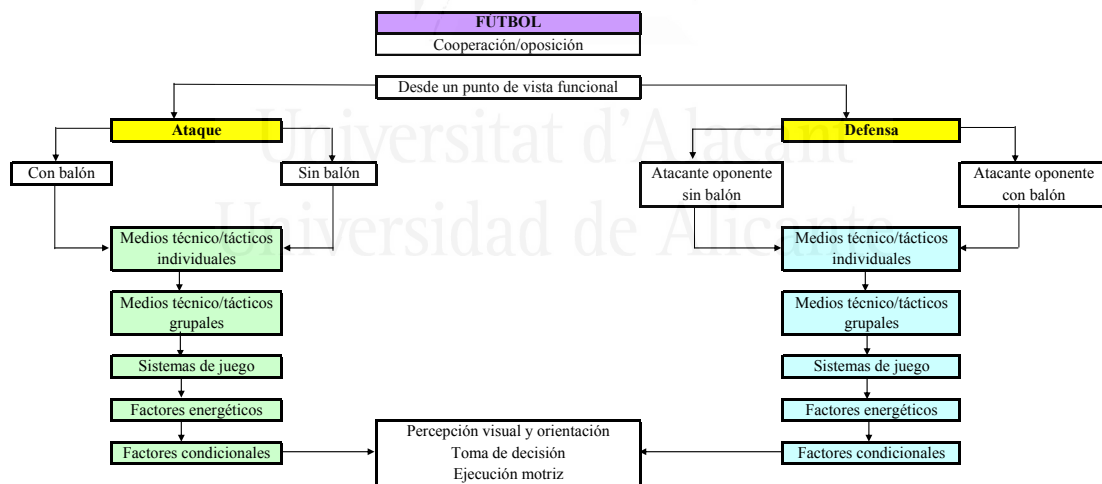 FÚTBOL
Cooperación/oposición
Desde un punto de vista funcional
Universitat d'Alacant
Universidad de Alicante
Ataque
Defensa
Con balón
Sin balón
Atacante oponente
sin balón
Atacante oponente
con balón
Medios técnico/tácticos
individuales
Medios técnico/tácticos
individuales
Medios técnico/tácticos
grupales
Medios técnico/tácticos
grupales
Sistemas de juego
Sistemas de juego
Factores energéticos
Factores energéticos
Factores condicionales
Percepción visual y orientación
Toma de decisión
Ejecución motriz
Factores condicionales